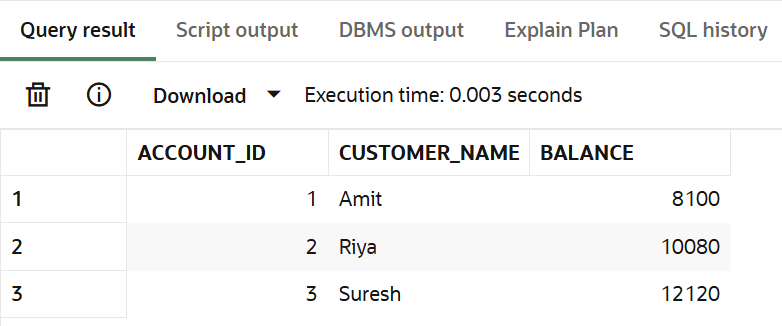 Query result Script output DBMS output Explain Plan SQL history
Download Execution time: 0.003 seconds
ACCOUNT_ID CUSTOMER_NAME BALANCE
1 1 Amit 8100
2 2 Riya 10080
3 3 Suresh 12120